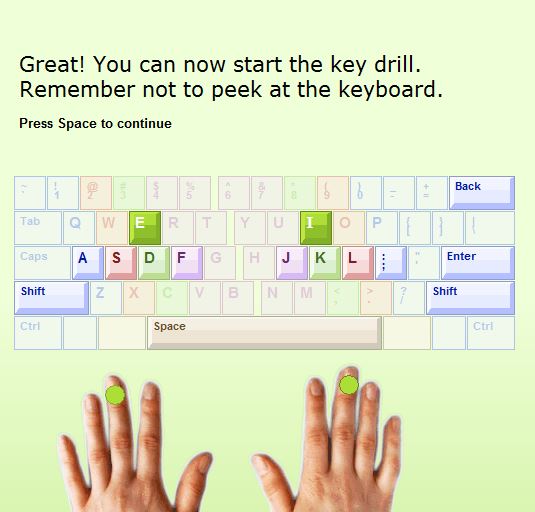 Great! You can now start the key drill.
Remember not to peek at the keyboard.
Press Space to continue
~ ` ! 1 @ 2 # 3 $ 4 % 5 ^ 6 & 7 * 8 ( 9 ) 0 _ - + = Back
Tab Q W E R T Y U I O P { [ } ] |
Caps A S D F G H J K L : ; " ' Enter
Shift Z X C V B N M < , > . ? / Shift
Ctrl Space Ctrl